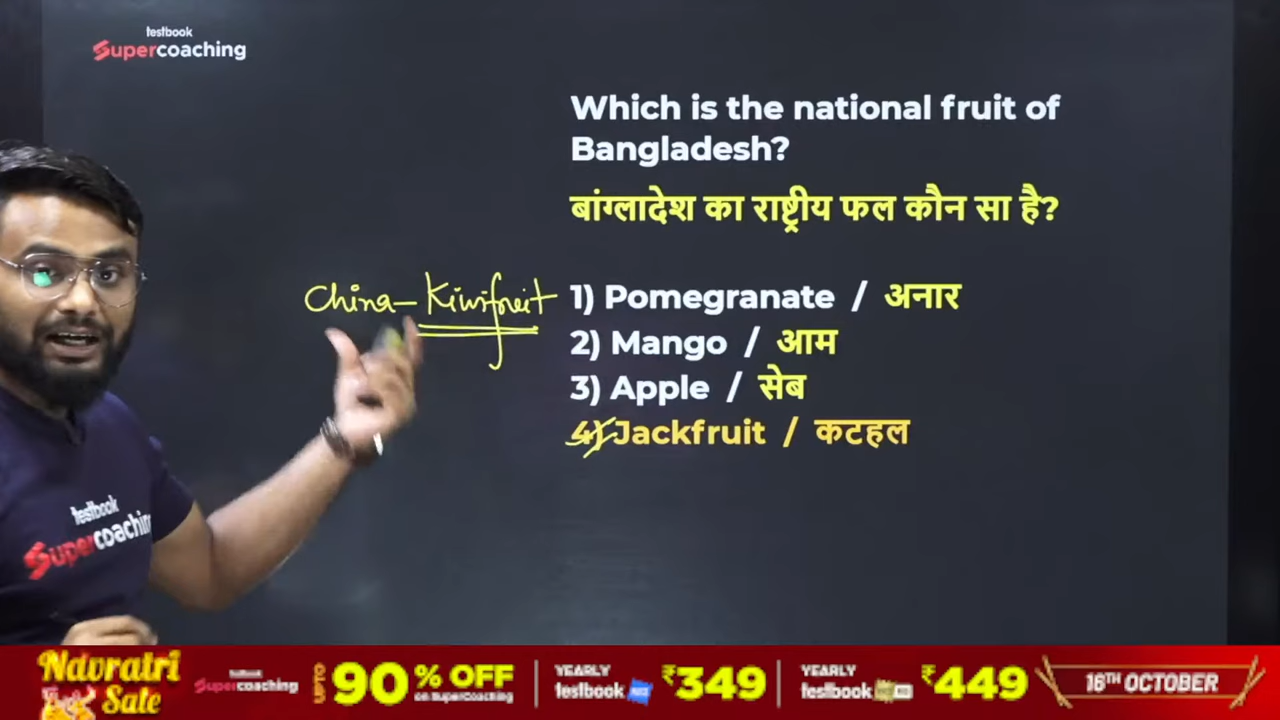 testbook
Supercoaching
Which is the national fruit of
Bangladesh?
बांग्लादेश का राष्ट्रीय फल कौन सा है?
China - Kiwifruit
1) Pomegranate / अनार
2) Mango / आम
3) Apple / सेब
4) Jackfruit / कटहल
testbook
Supercoaching
Navratri
Sale
testbook
Supercoaching
UPTO 90% OFF
on SuperCoaching
YEARLY
testbook
₹349
YEARLY
testbook
₹449
16TH OCTOBER